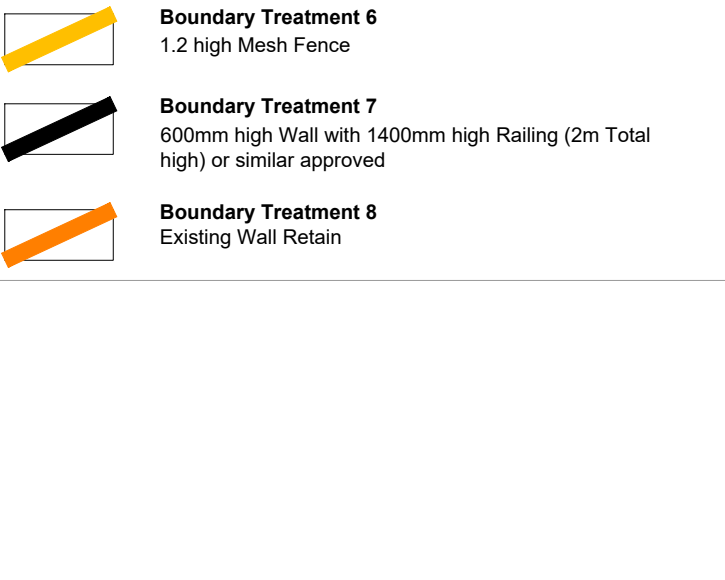 Boundary Treatment 6
1.2 high Mesh Fence
Boundary Treatment 7
600mm high Wall with 1400mm high Railing (2m Total
high) or similar approved
Boundary Treatment 8
Existing Wall Retain